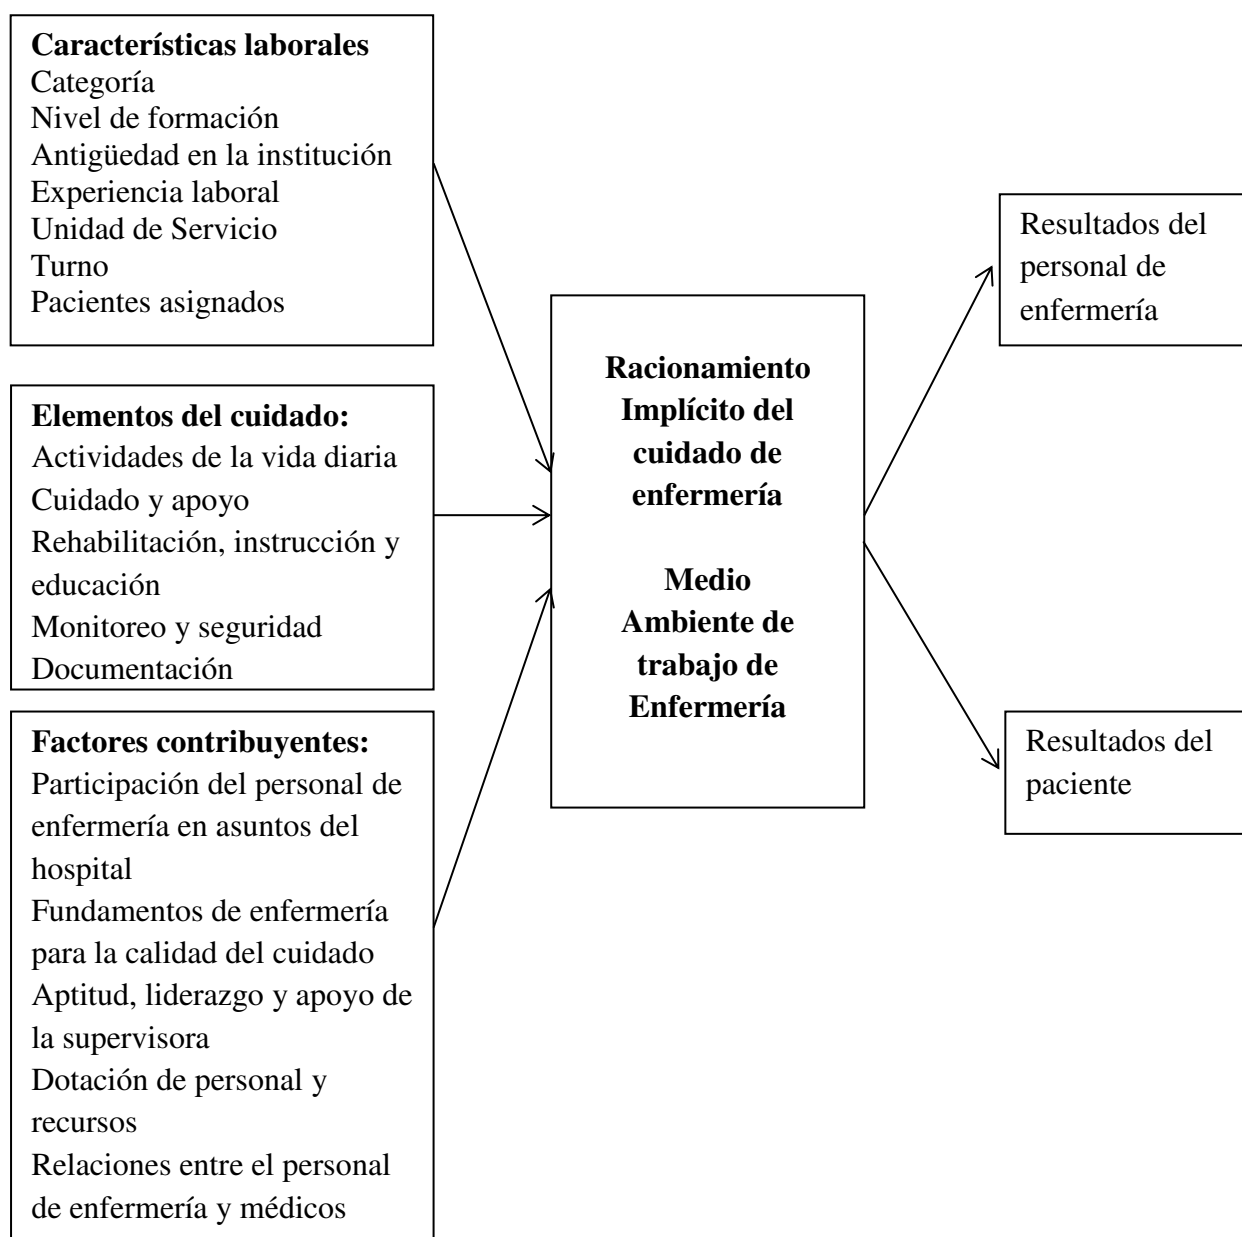 Características laborales
Categoría
Nivel de formación
Antigüedad en la institución
Experiencia laboral
Unidad de Servicio
Turno
Pacientes asignados
Elementos del cuidado:
Actividades de la vida diaria
Cuidado y apoyo
Rehabilitación, instrucción y
educación
Monitoreo y seguridad
Documentación
Factores contribuyentes:
Participación del personal de
enfermería en asuntos del
hospital
Fundamentos de enfermería
para la calidad del cuidado
Aptitud, liderazgo y apoyo de
la supervisora
Dotación de personal y
recursos
Relaciones entre el personal
de enfermería y médicos
Racionamiento
Implícito del
cuidado de
enfermería
Medio
Ambiente de
trabajo de
Enfermería
Resultados del
personal de
enfermería
Resultados del
paciente